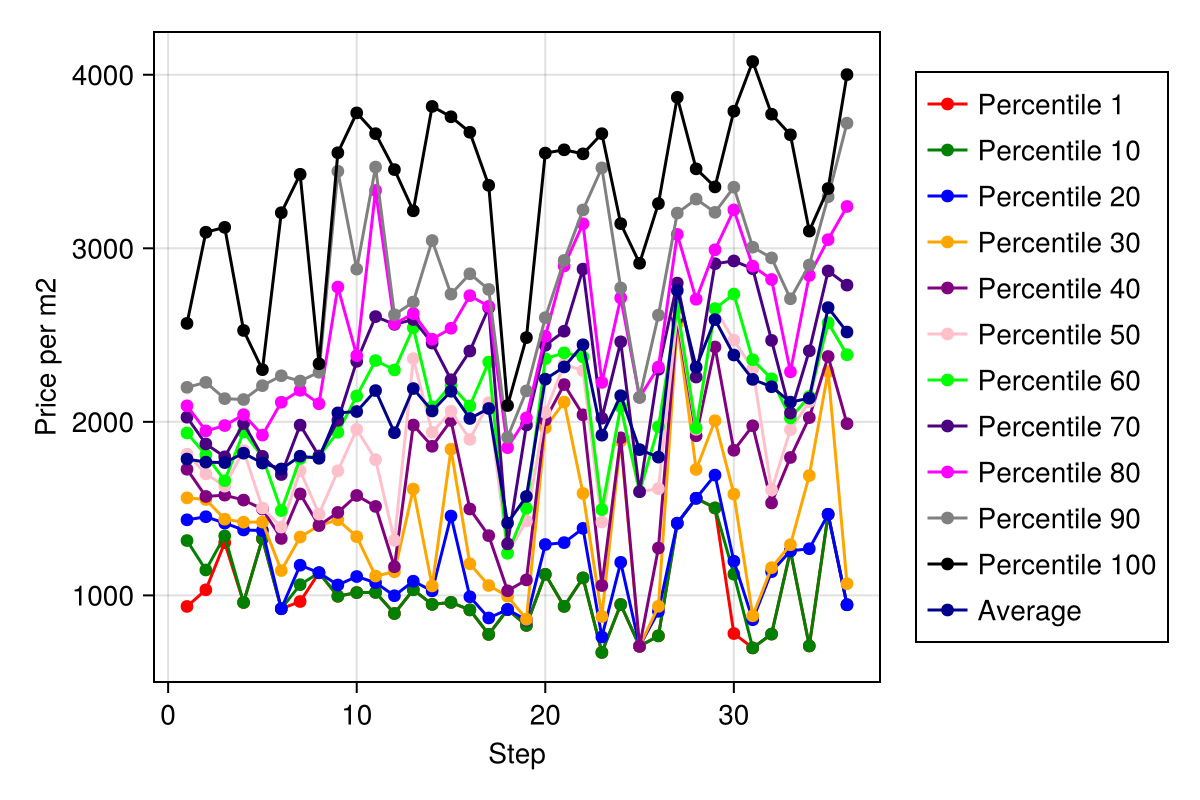 4000
3000
2000
1000
Price per m2
0 10 20 30
Step
Percentile 1
Percentile 10
Percentile 20
Percentile 30
Percentile 40
Percentile 50
Percentile 60
Percentile 70
Percentile 80
Percentile 90
Percentile 100
Average